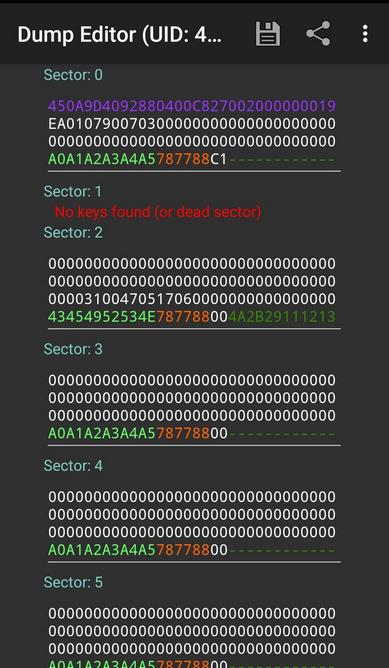 Dump Editor (UID: 4...
Sector: 0
450A9D4092880400C827002000000019
EA010790070300000000000000000000
00000000000000000000000000000000
A0A1A2A3A4A5787788C1------------
Sector: 1
No keys found (or dead sector)
Sector: 2
00000000000000000000000000000000
00000000000000000000000000000000
00003100470517060000000000000000
43454952534E787788004A2B29111213
Sector: 3
00000000000000000000000000000000
00000000000000000000000000000000
00000000000000000000000000000000
A0A1A2A3A4A578778800------------
Sector: 4
00000000000000000000000000000000
00000000000000000000000000000000
00000000000000000000000000000000
A0A1A2A3A4A578778800------------
Sector: 5
00000000000000000000000000000000
00000000000000000000000000000000
00000000000000000000000000000000
A0A1A2A3A4A578778800------------